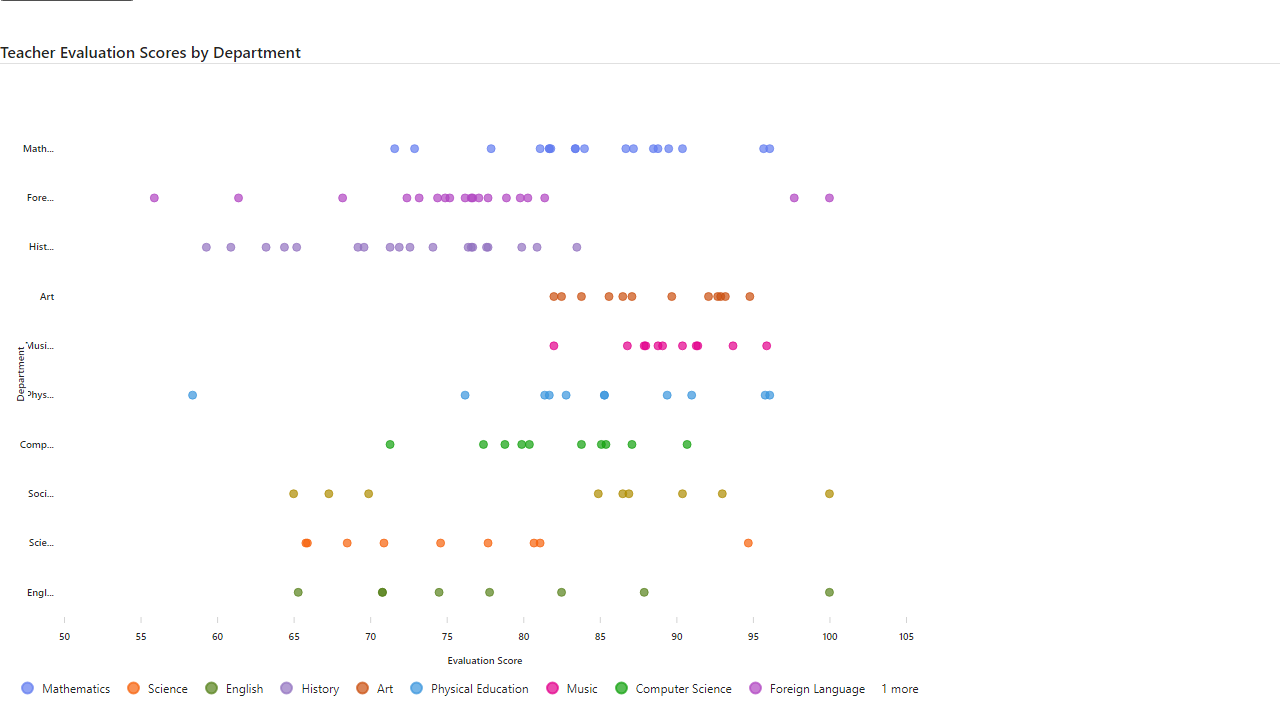 Teacher Evaluation Scores by Department
Math...
Fore...
Hist...
Art
Musi...
Phys...
Comp...
Soci...
Scie...
Engl...
Department
50 55 60 65 70 75 80 85 90 95 100 105
Evaluation Score
Mathematics Science English History Art Physical Education Music Computer Science Foreign Language 1 more